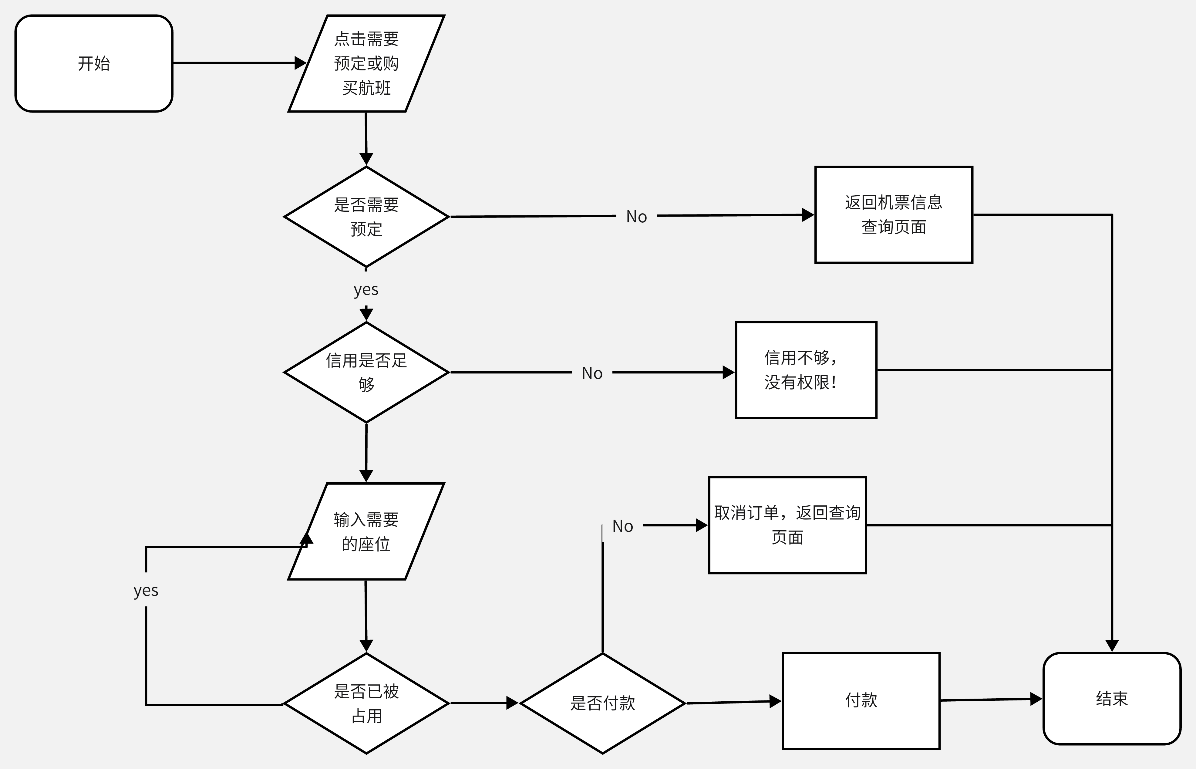 开始
点击需要
预定或购
买航班
是否需要
预定
No
返回机票信息
查询页面
yes
信用是否足
够
No
信用不够，
没有权限！
输入需要
的座位
No
取消订单，返回查询
页面
yes
是否已被
占用
是否付款
付款
结束